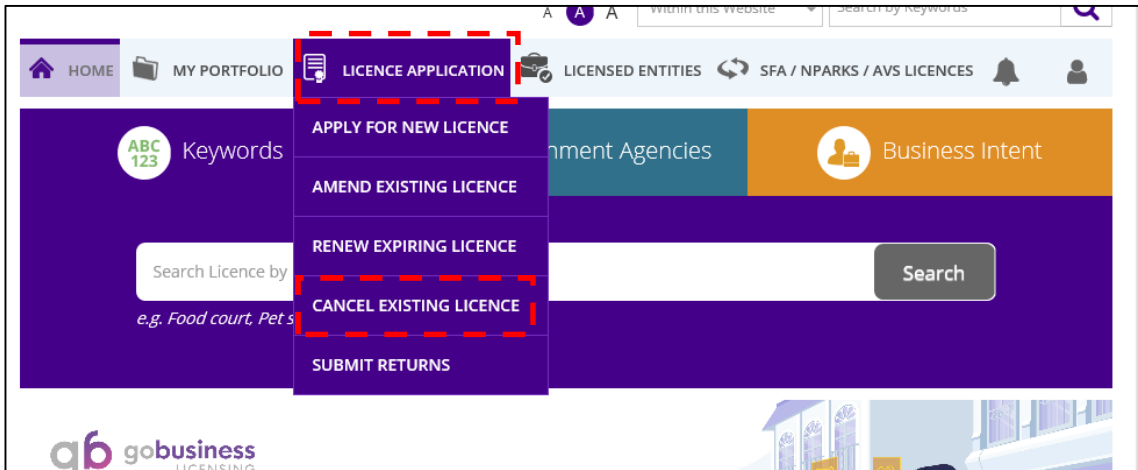 A A A Within this Website Search by Keywords
HOME MY PORTFOLIO LICENCE APPLICATION LICENSED ENTITIES SFA / NPARKS / AVS LICENCES
ABC
123
Keywords
nment Agencies
Business Intent
APPLY FOR NEW LICENCE
AMEND EXISTING LICENCE
RENEW EXPIRING LICENCE
CANCEL EXISTING LICENCE
SUBMIT RETURNS
Search Licence by
Search
e.g. Food court, Pet s
gobusiness
LICENSING